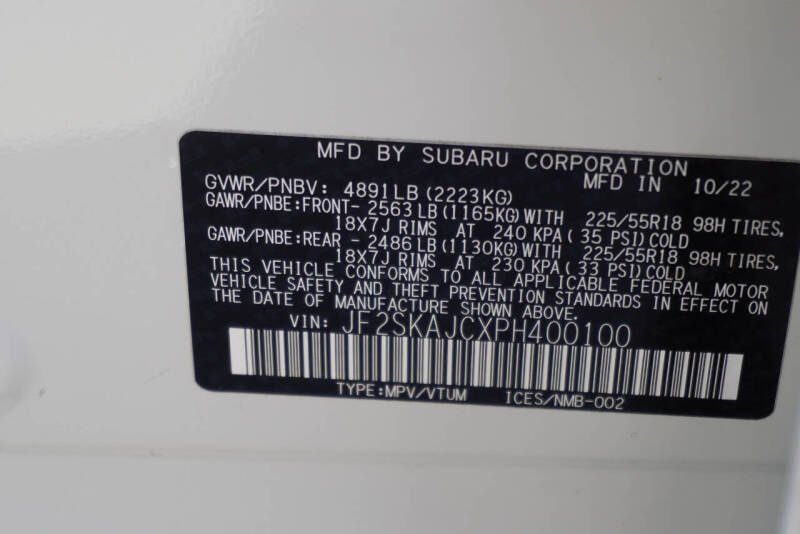 MFD BY SUBARU CORPORATION
GVWR/PNBV: 4891LB (2223KG) MFD IN 10/22
GAWR/PNBE:FRONT- 2563LB (1165KG) WITH 225/55R18 98H TIRES,
18X7J RIMS AT 240 KPA( 35 PSI)COLD
GAWR/PNBE:REAR - 2486LB (1130KG) WITH 225/55R18 98H TIRES,
18X7J RIMS AT 230 KPA( 33 PSI)COLD
THIS VEHICLE CONFORMS TO ALL APPLICABLE FEDERAL MOTOR
VEHICLE SAFETY AND THEFT PREVENTION STANDARDS IN EFFECT ON
THE DATE OF MANUFACTURE SHOWN ABOVE.
VIN: JF2SKAJCXPH400100
TYPE:MPV/VTUM ICES/NMB-002